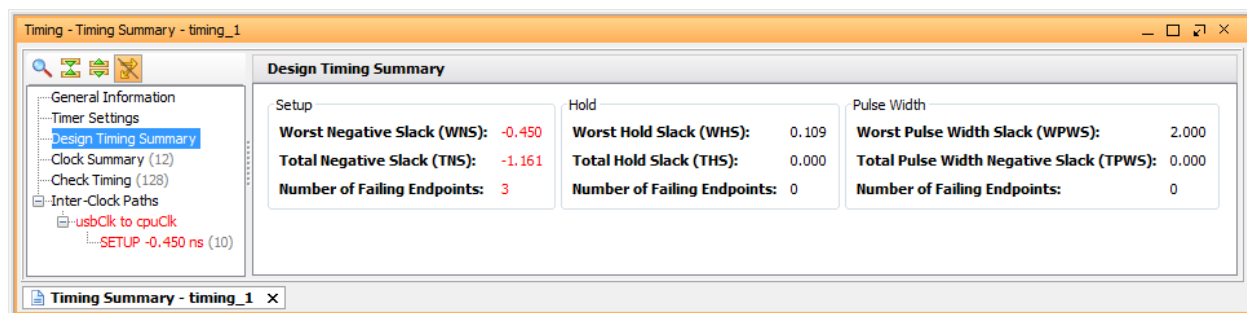 Timing - Timing Summary - timing_1
General Information
Timer Settings
Design Timing Summary
Clock Summary (12)
Check Timing (128)
Inter-Clock Paths
usbClk to cpuClk
SETUP -0.450 ns (10)
Design Timing Summary
Setup
Worst Negative Slack (WNS): -0.450
Total Negative Slack (TNS): -1.161
Number of Failing Endpoints: 3
Hold
Worst Hold Slack (WHS): 0.109
Total Hold Slack (THS): 0.000
Number of Failing Endpoints: 0
Pulse Width
Worst Pulse Width Slack (WPWS): 2.000
Total Pulse Width Negative Slack (TPWS): 0.000
Number of Failing Endpoints: 0
Timing Summary - timing_1